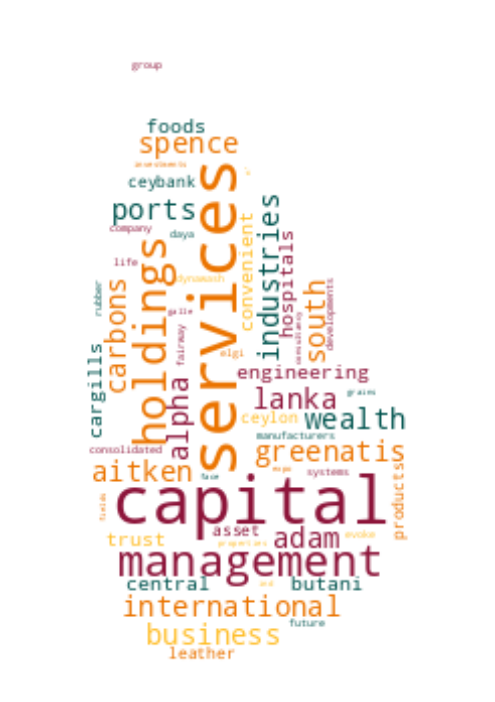 group
foods
spence
investments
ceybank
services
ports
company
daya
industries
convenient
hospitals
holdings
life
dynawash
rubber
carbons
south
developments
galle
fairway
consultancy
elgi
cargills
alpha
engineering
lanka
grains
wealth
ceylon
manufacturers
consolidated
greenatis
aitken
face
expo
systems
products
capital
fields
asset
adam
evoke
trust
properties
management
central
butani
international
future
business
leather